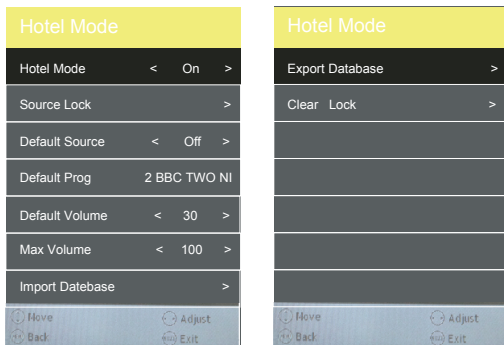 Hotel Mode
Hotel Mode < On >
Source Lock >
Default Source < Off >
Default Prog 2 BBC TWO NI
Default Volume < 30 >
Max Volume < 100 >
Import Datebase >
Move Adjust
Back Exit
Hotel Mode
Export Database >
Clear Lock >
Move Adjust
Back Exit